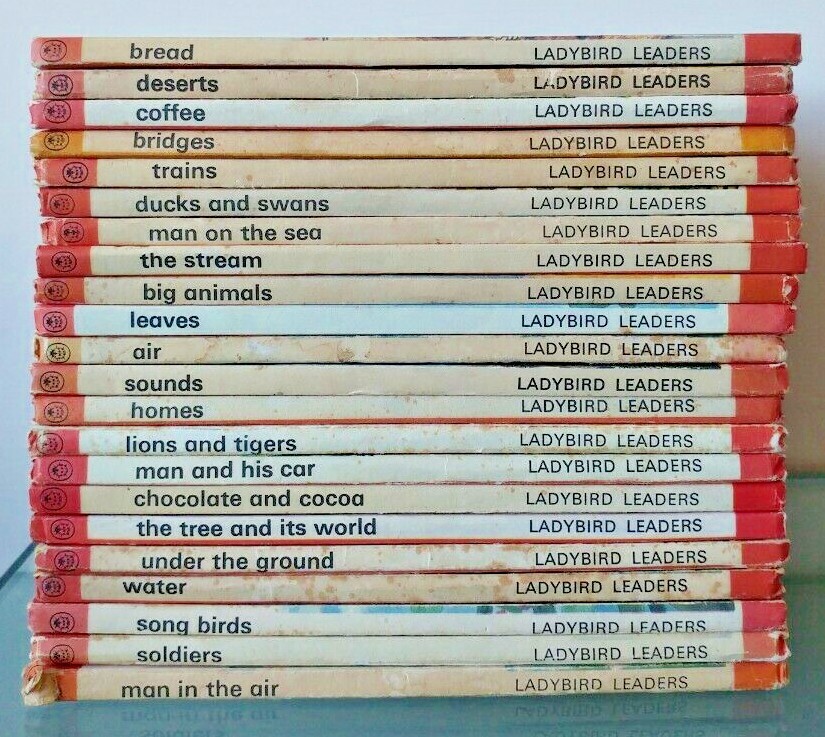 bread LADYBIRD LEADERS
deserts LADYBIRD LEADERS
coffee LADYBIRD LEADERS
bridges LADYBIRD LEADERS
trains LADYBIRD LEADERS
ducks and swans LADYBIRD LEADERS
man on the sea LADYBIRD LEADERS
the stream LADYBIRD LEADERS
big animals LADYBIRD LEADERS
leaves LADYBIRD LEADERS
air LADYBIRD LEADERS
sounds LADYBIRD LEADERS
homes LADYBIRD LEADERS
lions and tigers LADYBIRD LEADERS
man and his car LADYBIRD LEADERS
chocolate and cocoa LADYBIRD LEADERS
the tree and its world LADYBIRD LEADERS
under the ground LADYBIRD LEADERS
water LADYBIRD LEADERS
song birds LADYBIRD LEADERS
soldiers LADYBIRD LEADERS
man in the air LADYBIRD LEADERS